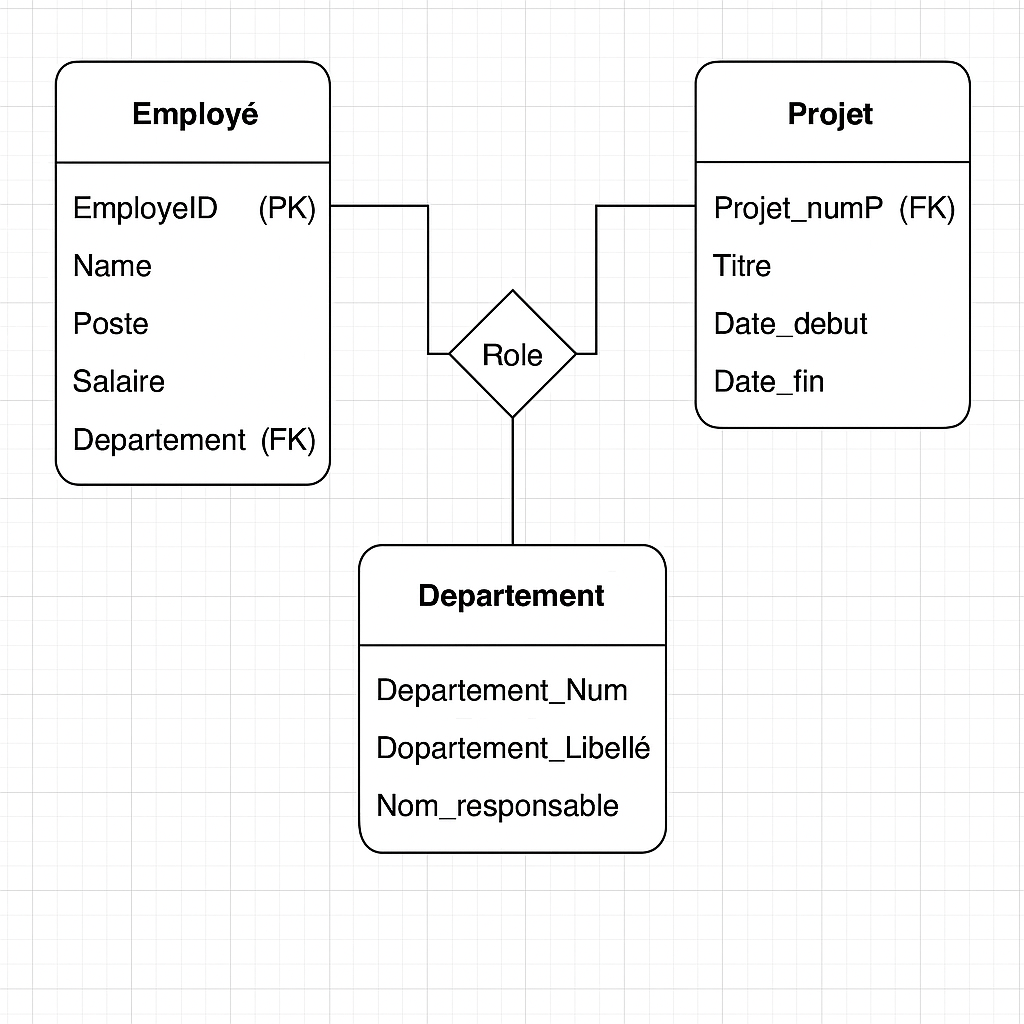 Employé
EmployeID (PK)
Name
Poste
Salaire
Departement (FK)
Projet
Projet_numP (FK)
Titre
Date_debut
Date_fin
Role
Departement
Departement_Num
Dopartement_Libellé
Nom_responsable